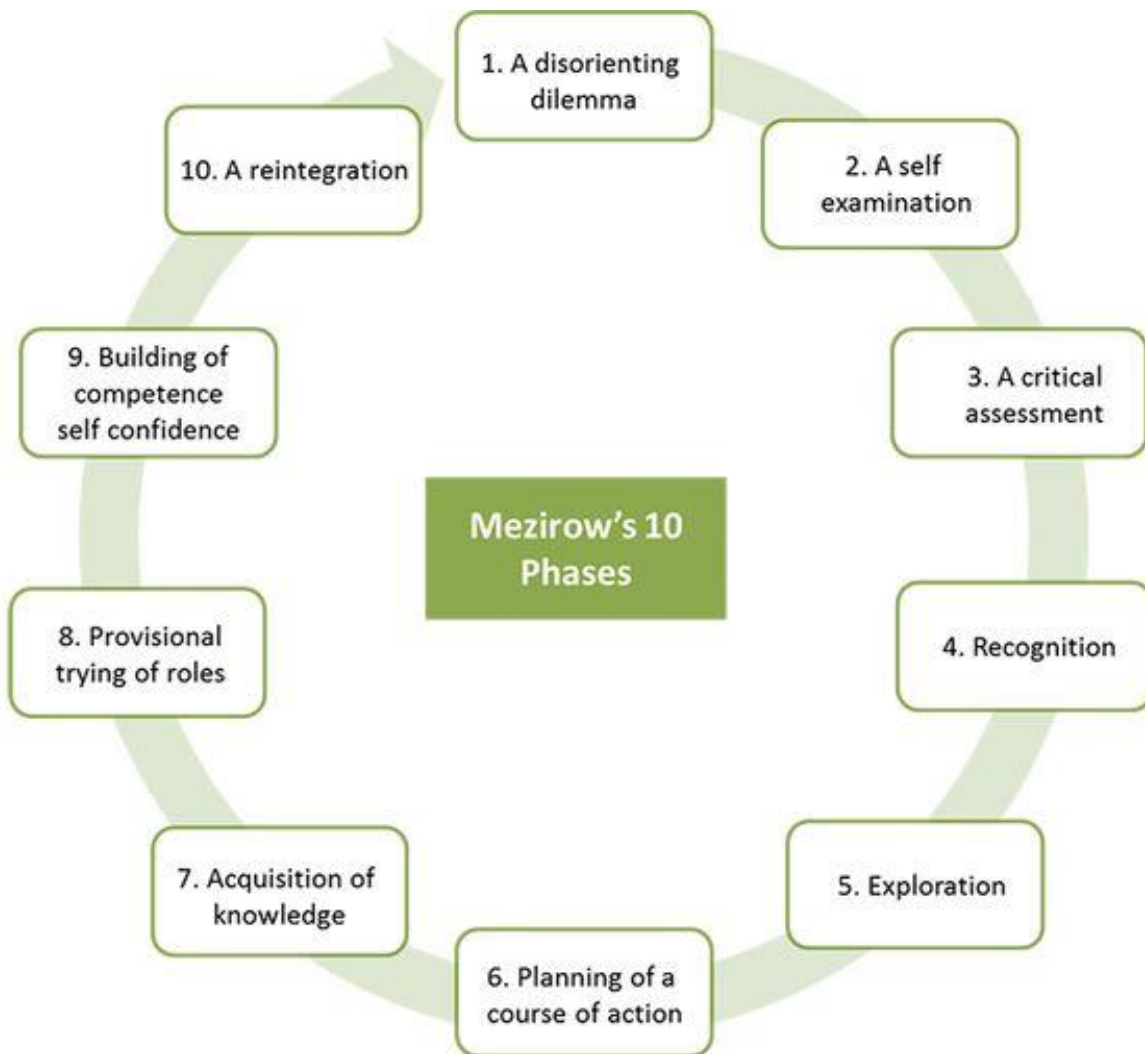 1. A disorienting
dilemma
2. A self
examination
3. A critical
assessment
4. Recognition
5. Exploration
6. Planning of a
course of action
7. Acquisition of
knowledge
8. Provisional
trying of roles
9. Building of
competence
self confidence
10. A reintegration
Mezirow’s 10
Phases